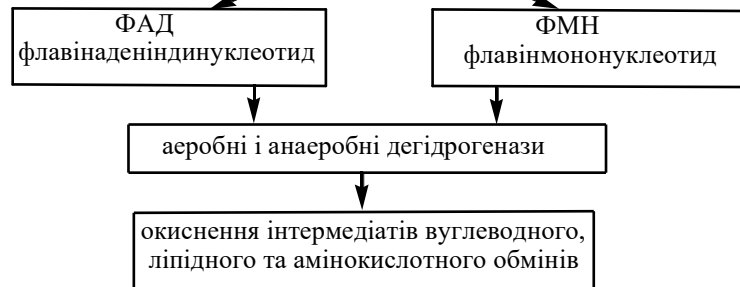 ФАД
флавінаденіндинуклеотид
ФМН
флавінмононуклеотид
аеробні і анаеробні дегідрогенази
окиснення інтермедіатів вуглеводного,
ліпідного та амінокислотного обмінів